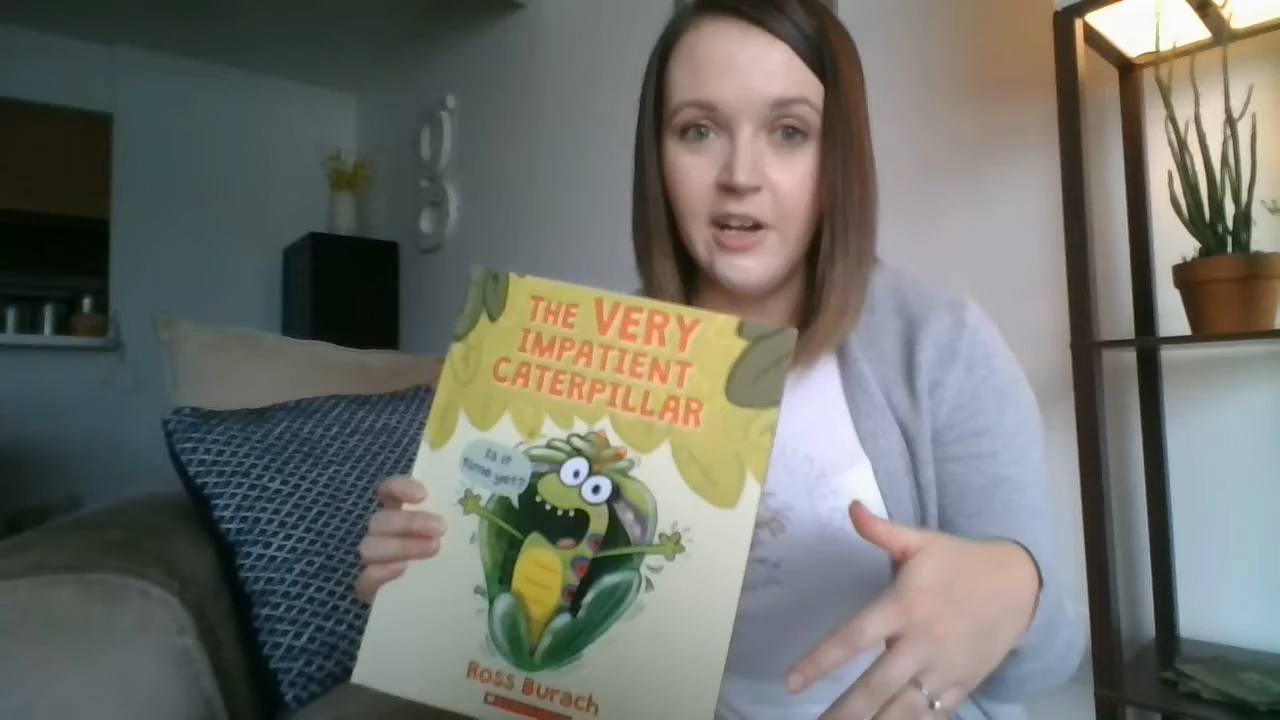 THE VERY
IMPATIENT
CATERPILLAR
Is it
time yet?
ROSS BURACH